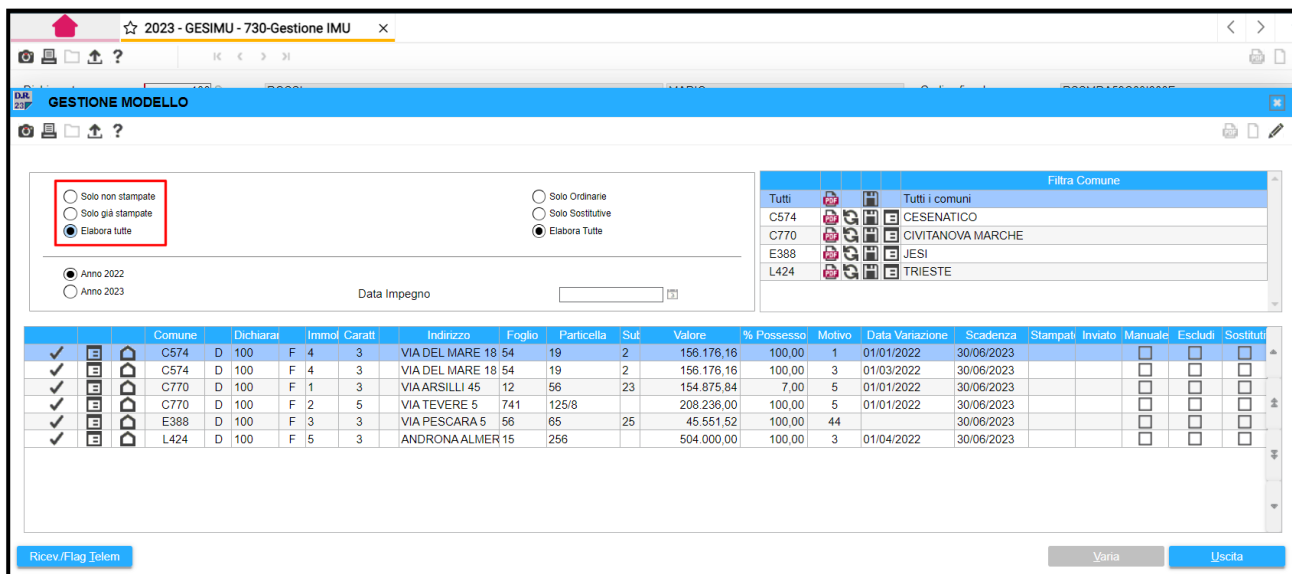 2023 - GESIMU - 730-Gestione IMU
D.R. 23 GESTIONE MODELLO
Solo non stampate
Solo già stampate
Elabora tutte
Solo Ordinarie
Solo Sostitutive
Elabora Tutte
Anno 2022
Anno 2023
Data Impegno
Filtra Comune
Tutti Tutti i comuni
C574 CESENATICO
C770 CIVITANOVA MARCHE
E388 JESI
L424 TRIESTE
Comune Dichiarar Immol Caratt Indirizzo Foglio Particella Sub Valore % Possesso Motivo Data Variazione Scadenza Stampati Inviato Manuale Escludi Sostituti
C574 D 100 F 4 3 VIA DEL MARE 18 54 19 2 156.176,16 100,00 1 01/01/2022 30/06/2023
C574 D 100 F 4 3 VIA DEL MARE 18 54 19 2 156.176,16 100,00 3 01/03/2022 30/06/2023
C770 D 100 F 1 3 VIA ARSILLI 45 12 56 23 154.875,84 7,00 5 01/01/2022 30/06/2023
C770 D 100 F 2 5 VIA TEVERE 5 741 125/8 208.236,00 100,00 5 01/01/2022 30/06/2023
E388 D 100 F 3 3 VIA PESCARA 5 56 65 25 45.551,52 100,00 44 30/06/2023
L424 D 100 F 5 3 ANDRONA ALMER 15 256 504.000,00 100,00 3 01/04/2022 30/06/2023
Ricev./Flag Telem
Varia
Uscita